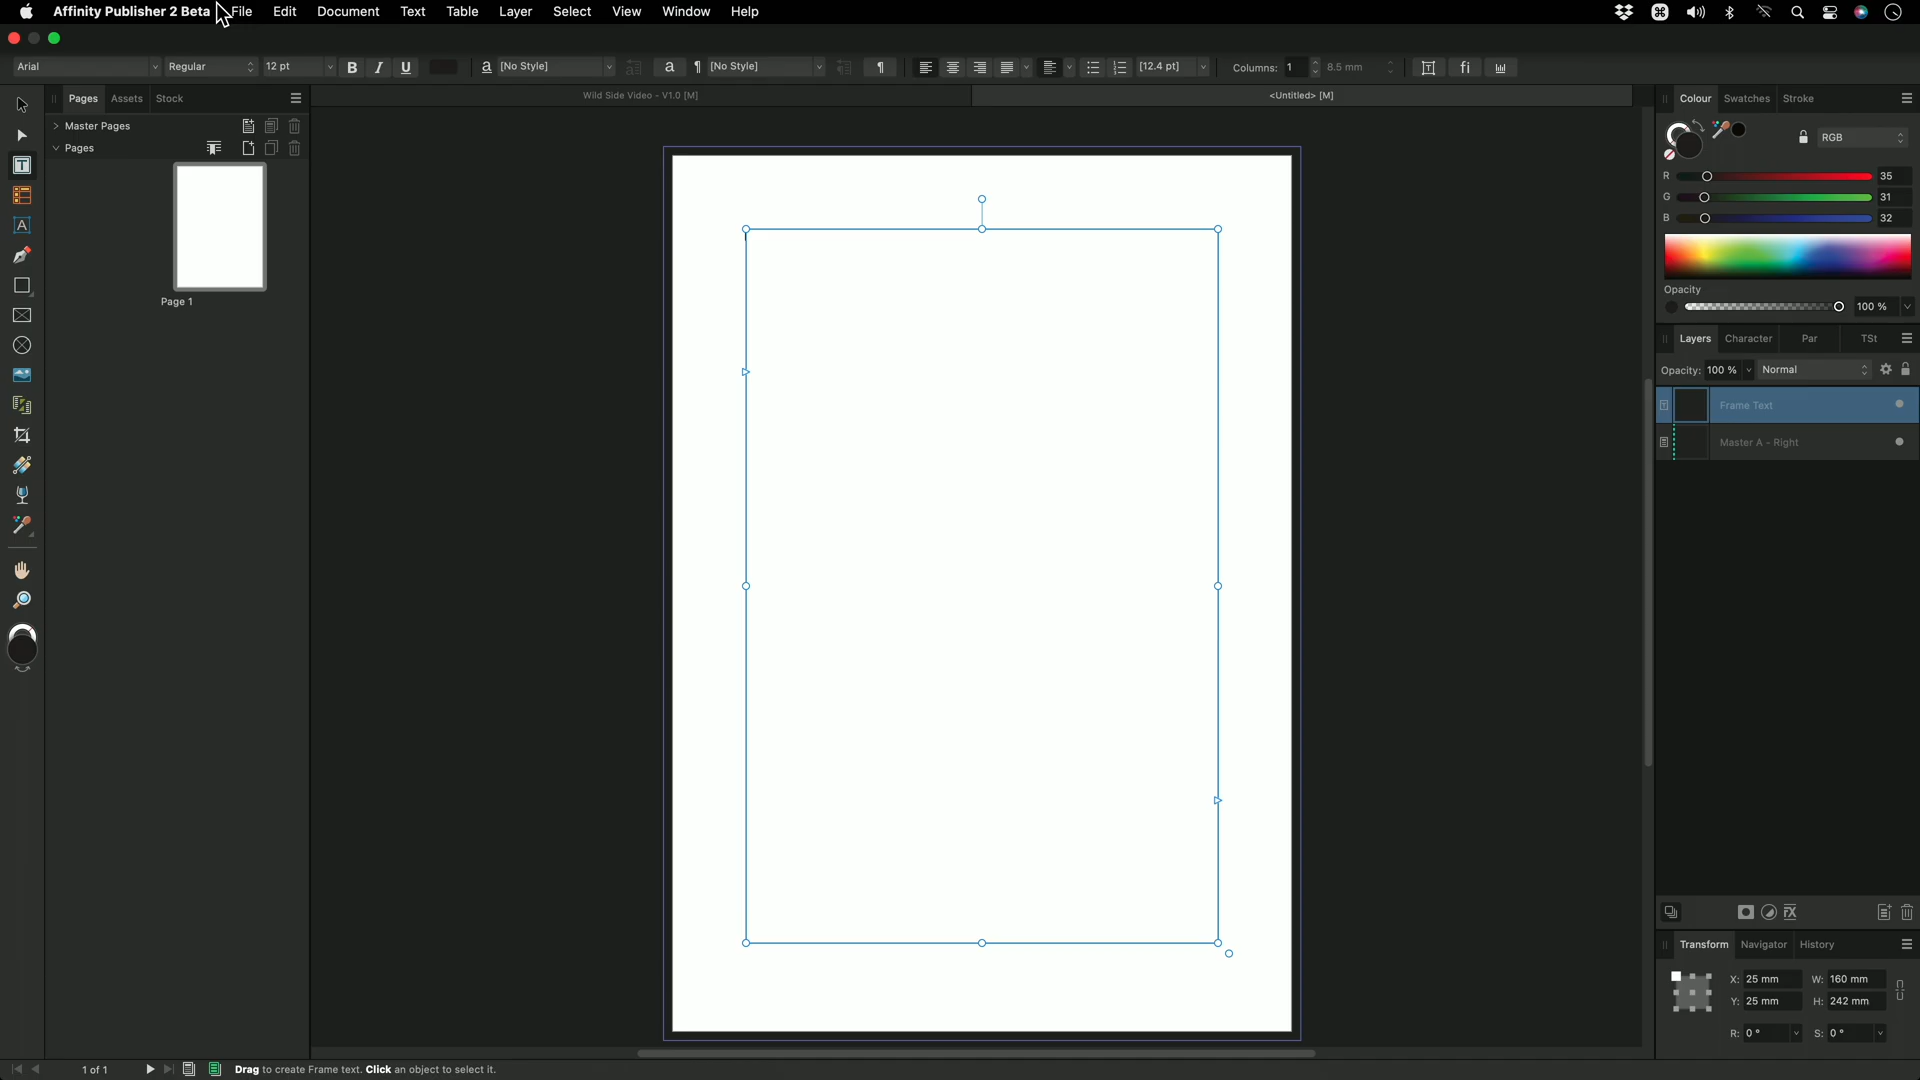 Affinity Publisher 2 Beta File Edit Document Text Table Layer Select View Window Help
Arial Regular 12 pt B I U a [No Style] a ¶ [No Style] ¶ [12.4 pt] Columns: 1 8.5 mm fi
Pages Assets Stock
Wild Side Video - V1.0 [M]
<Untitled> [M]
Colour Swatches Stroke
Master Pages
Pages
Page 1
RGB
R 35
G 31
B 32
Opacity
100 %
Layers Character Par TSt
Opacity: 100 % Normal
Frame Text
Master A - Right
Transform Navigator History
X: 25 mm W: 160 mm
Y: 25 mm H: 242 mm
R: 0 ° S: 0 °
1 of 1 Drag to create Frame text. Click an object to select it.